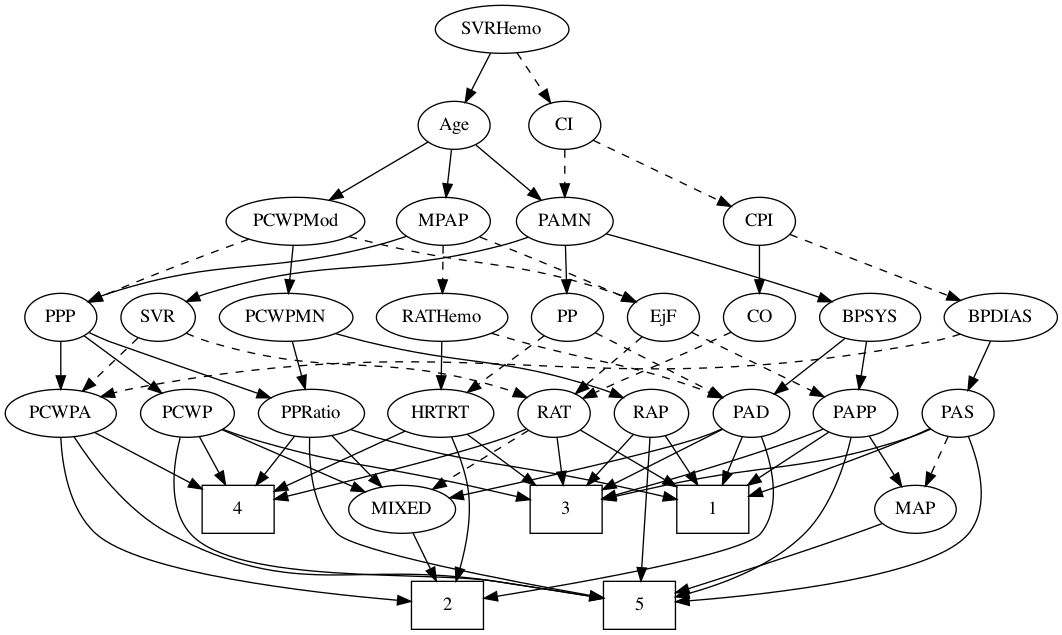 SVRHemo
Age
CI
PCWPMod
MPAP
PAMN
CPI
PPP
SVR
PCWPMN
RATHemo
PP
EjF
CO
BPSYS
BPDIAS
PCWPA
PCWP
PPRatio
HRTRT
RAT
RAP
PAD
PAPP
PAS
4
MIXED
3
1
MAP
2
5